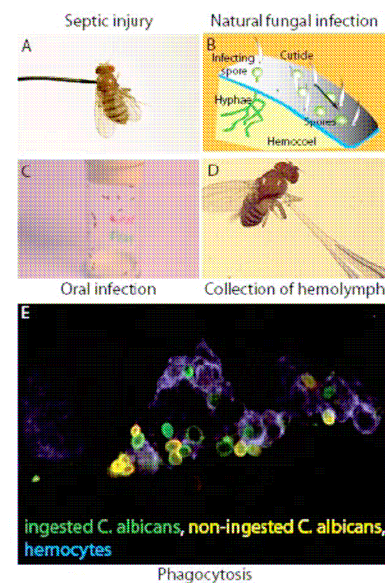 Septic injury
Natural fungal infection
A
B
Infecting
spore
Cuticle
Hyphae
Spores
Hemocoel
C
D
Oral infection
Collection of hemolymph
E
ingested C. albicans, non-ingested C. albicans,
hemocytes
Phagocytosis